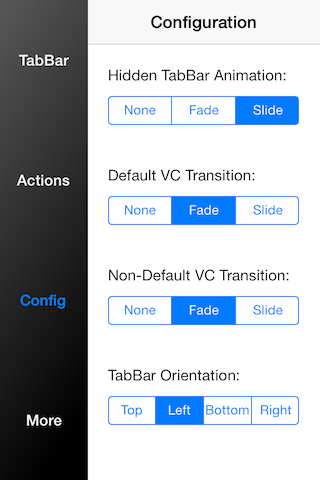 TabBar
Actions
Config
More
Configuration
Hidden TabBar Animation:
None Fade Slide
Default VC Transition:
None Fade Slide
Non-Default VC Transition:
None Fade Slide
TabBar Orientation:
Top Left Bottom Right